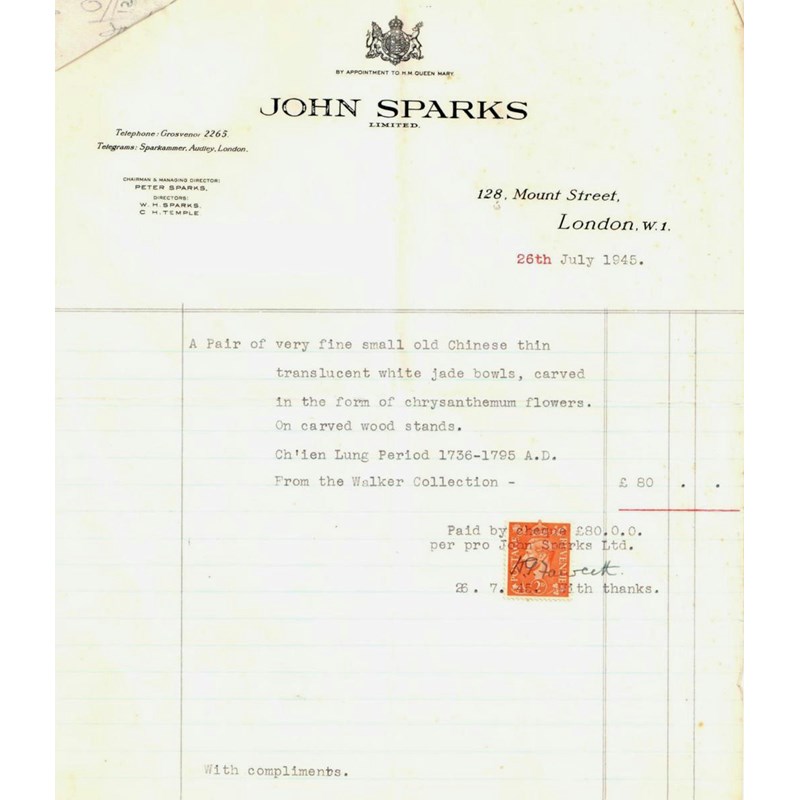 BY APPOINTMENT TO H.M. QUEEN MARY.
JOHN SPARKS
LIMITED.
Telephone: Grosvenor 2265.
Telegrams: Sparkammer, Audley, London.
CHAIRMAN & MANAGING DIRECTOR:
PETER SPARKS.
DIRECTORS:
W. H. SPARKS.
C. H. TEMPLE
128, Mount Street,
London, W.1.
26th July 1945.
A Pair of very fine small old Chinese thin
translucent white jade bowls, carved
in the form of chrysanthemum flowers.
On carved wood stands.
Ch'ien Lung Period 1736-1795 A.D.
From the Walker Collection - £ 80 . .
Paid by cheque £80.0.0.
per pro John Sparks Ltd.
POSTAGE REVENUE
H.J. Fawcett.
26. 7. 45. With thanks.
With compliments.